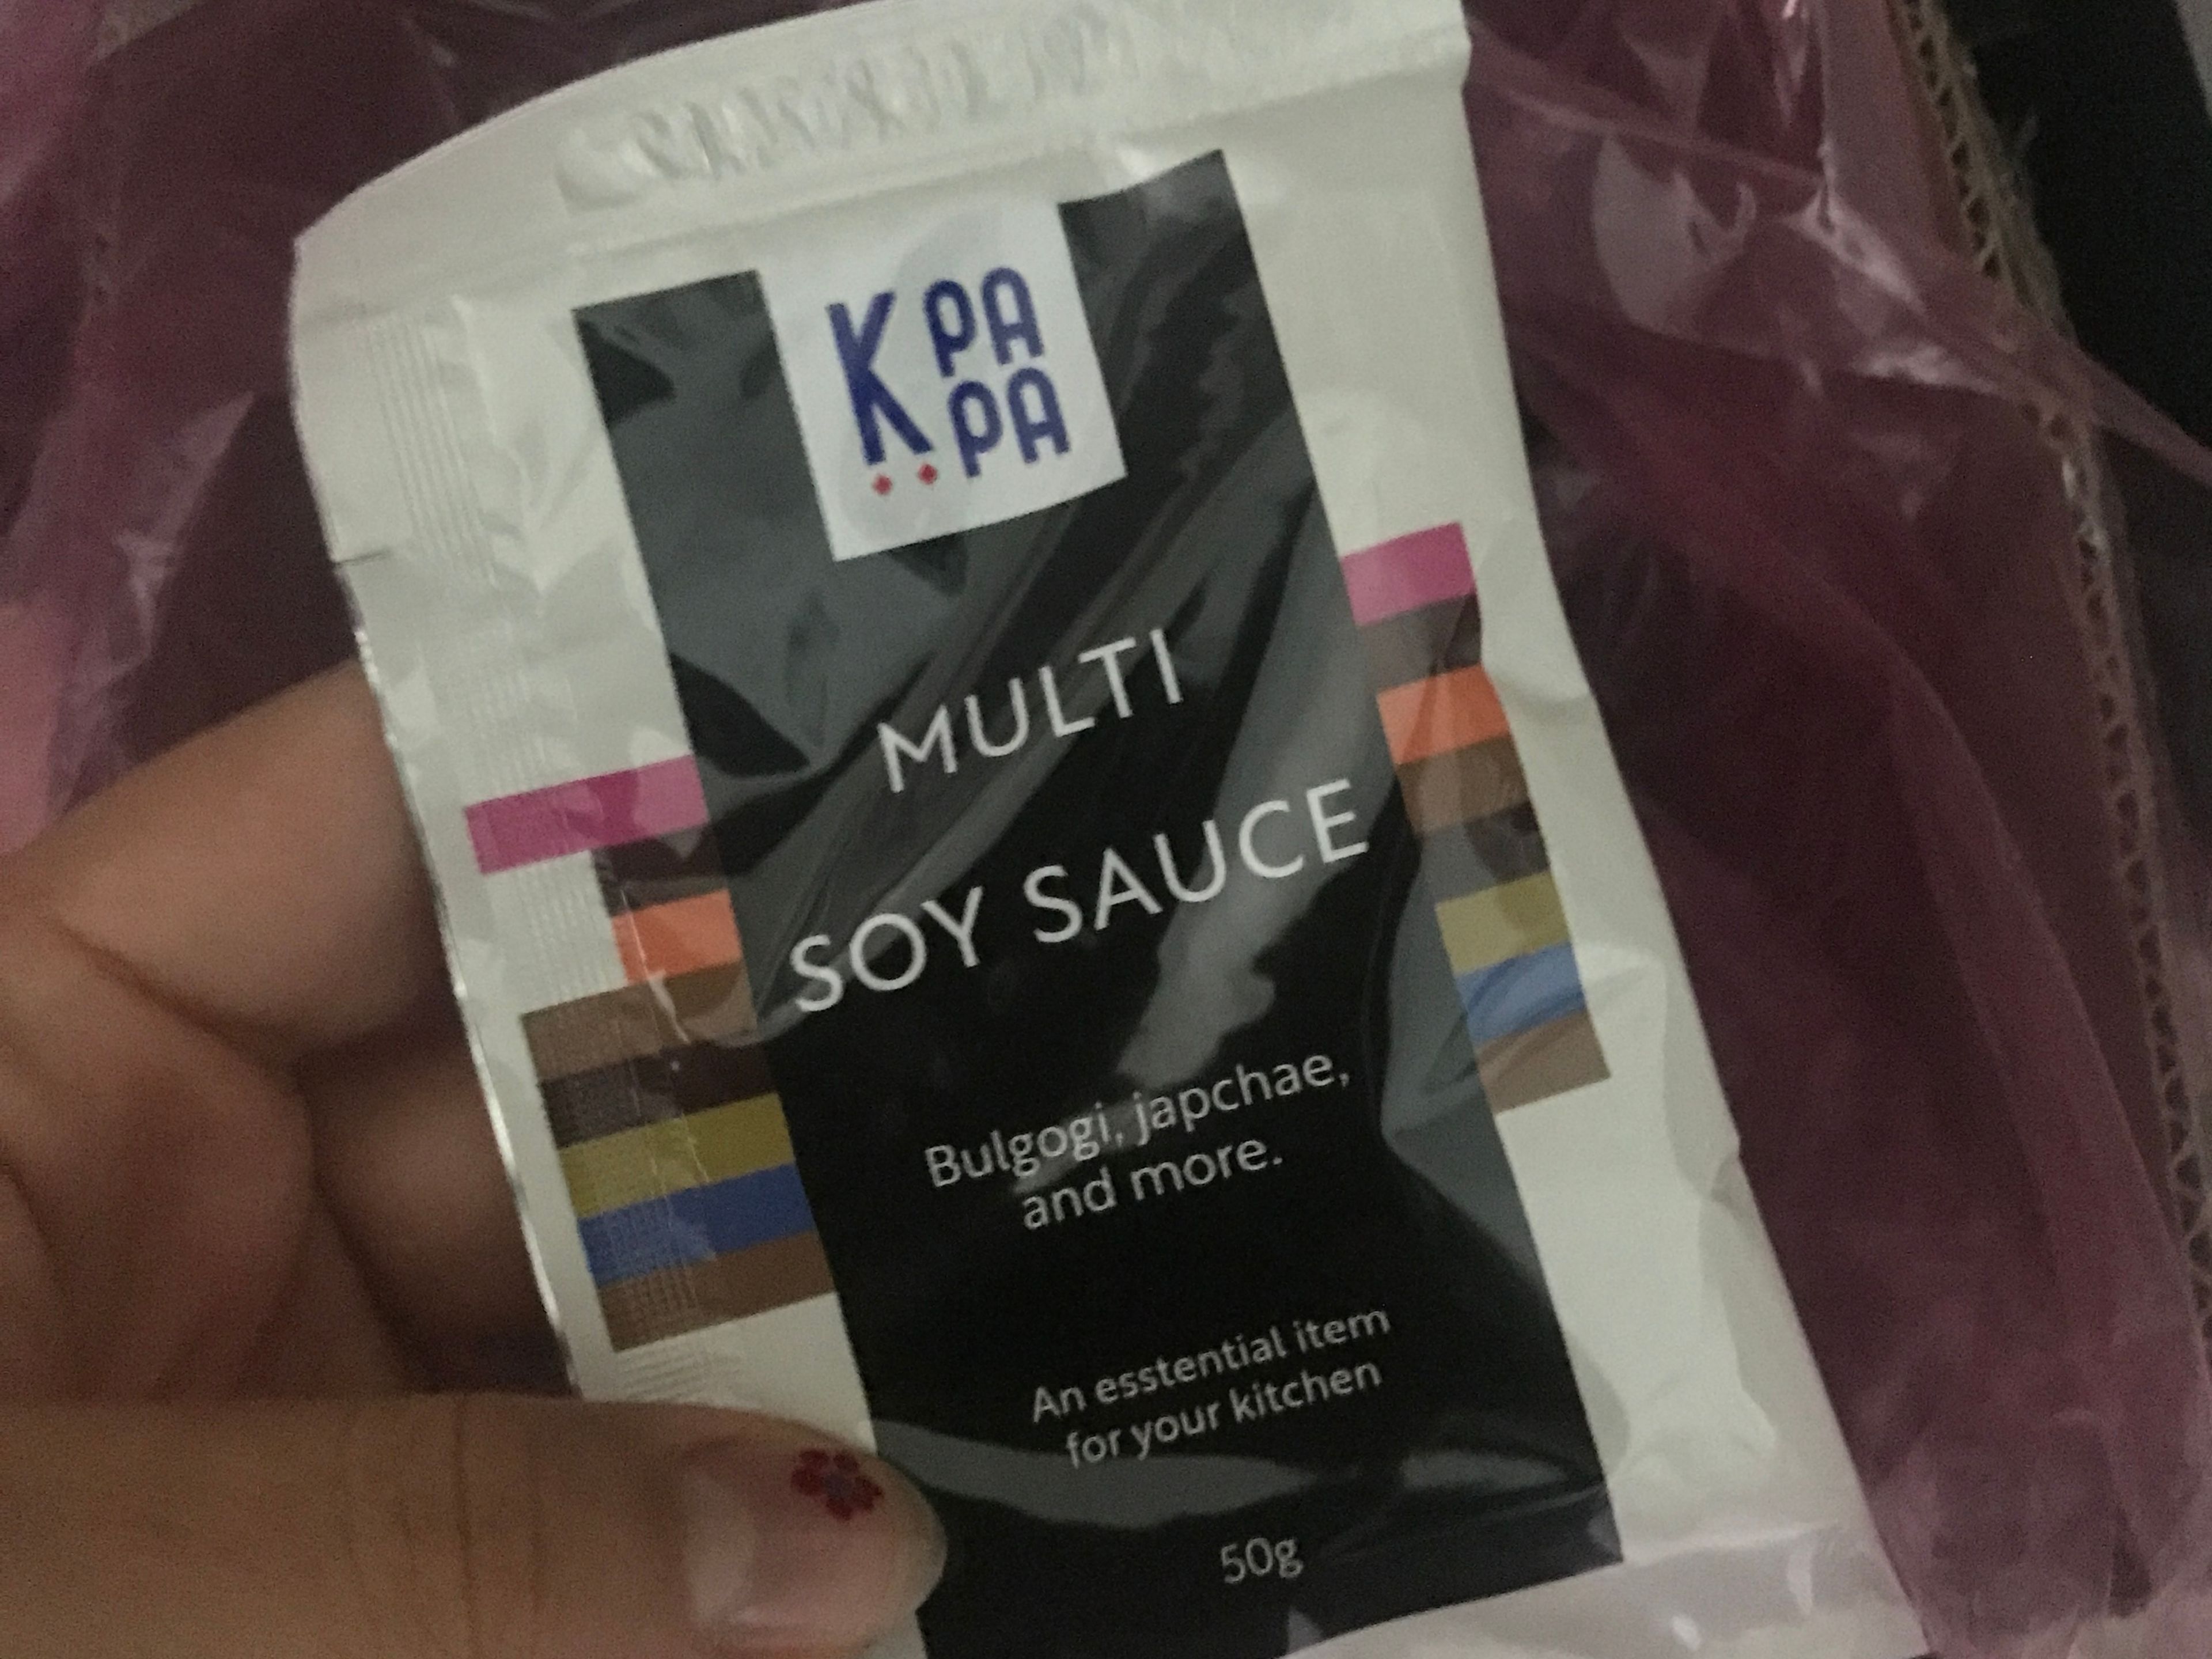 K PA
PA
MULTI
SOY SAUCE
Bulgogi, japchae,
and more.
An esstential item
for your kitchen
50g